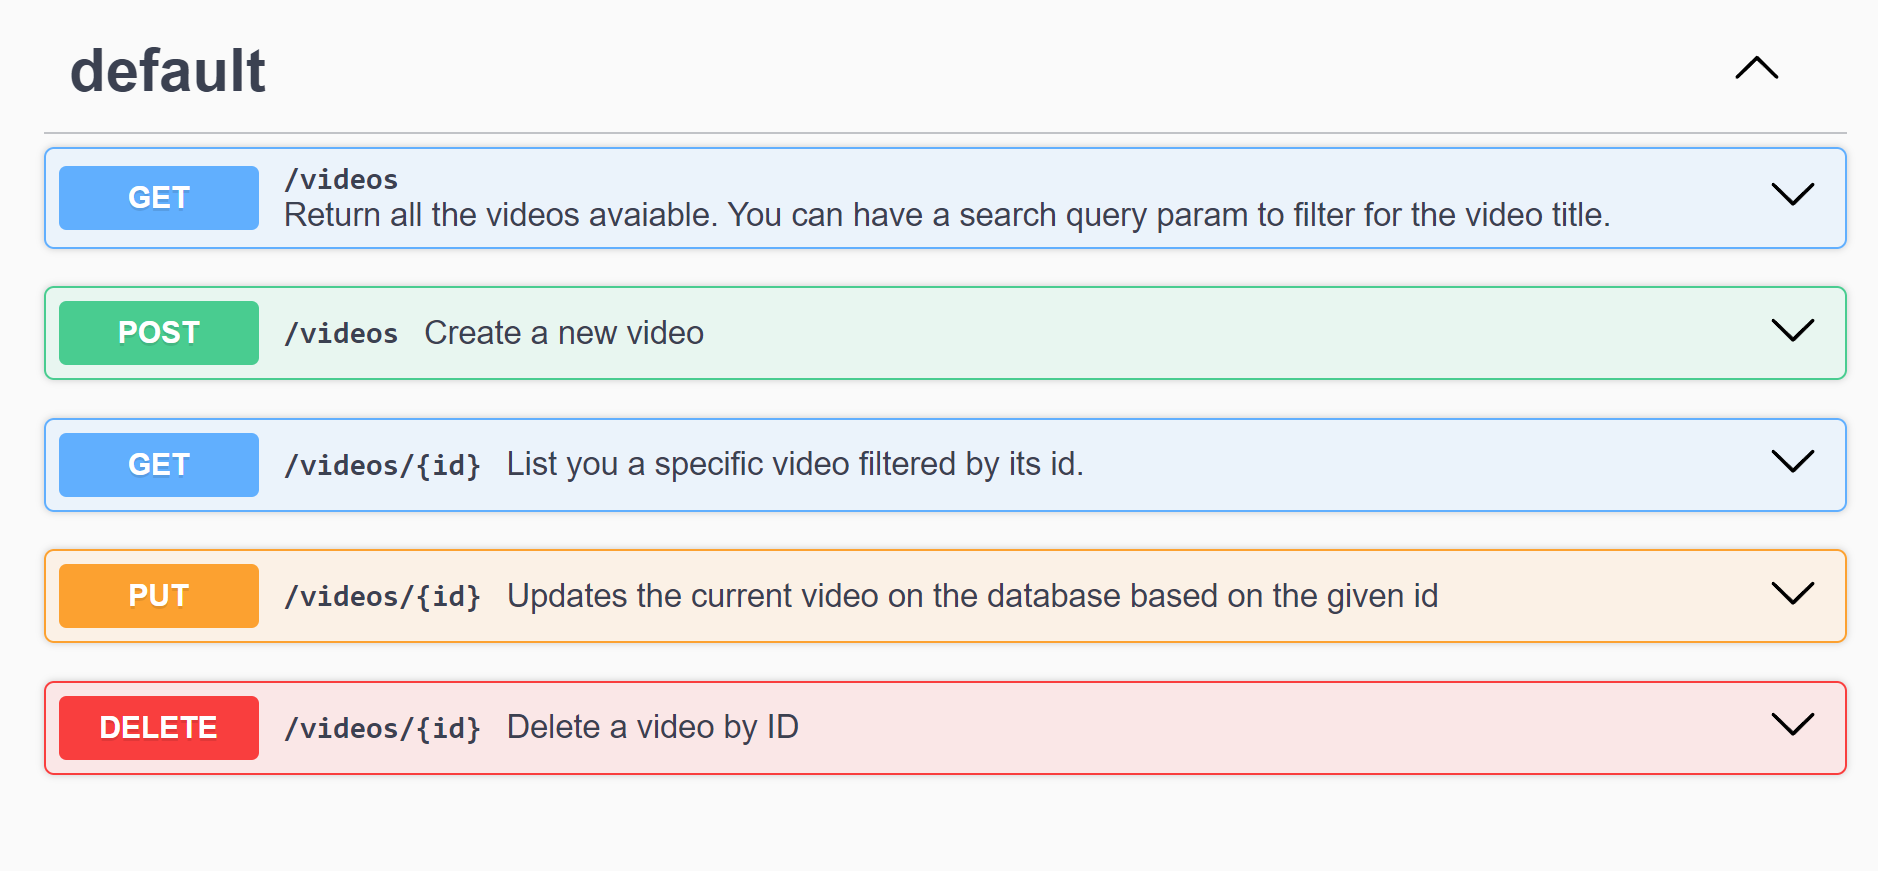 default
GET /videos
Return all the videos avaiable. You can have a search query param to filter for the video title.
POST /videos Create a new video
GET /videos/{id} List you a specific video filtered by its id.
PUT /videos/{id} Updates the current video on the database based on the given id
DELETE /videos/{id} Delete a video by ID